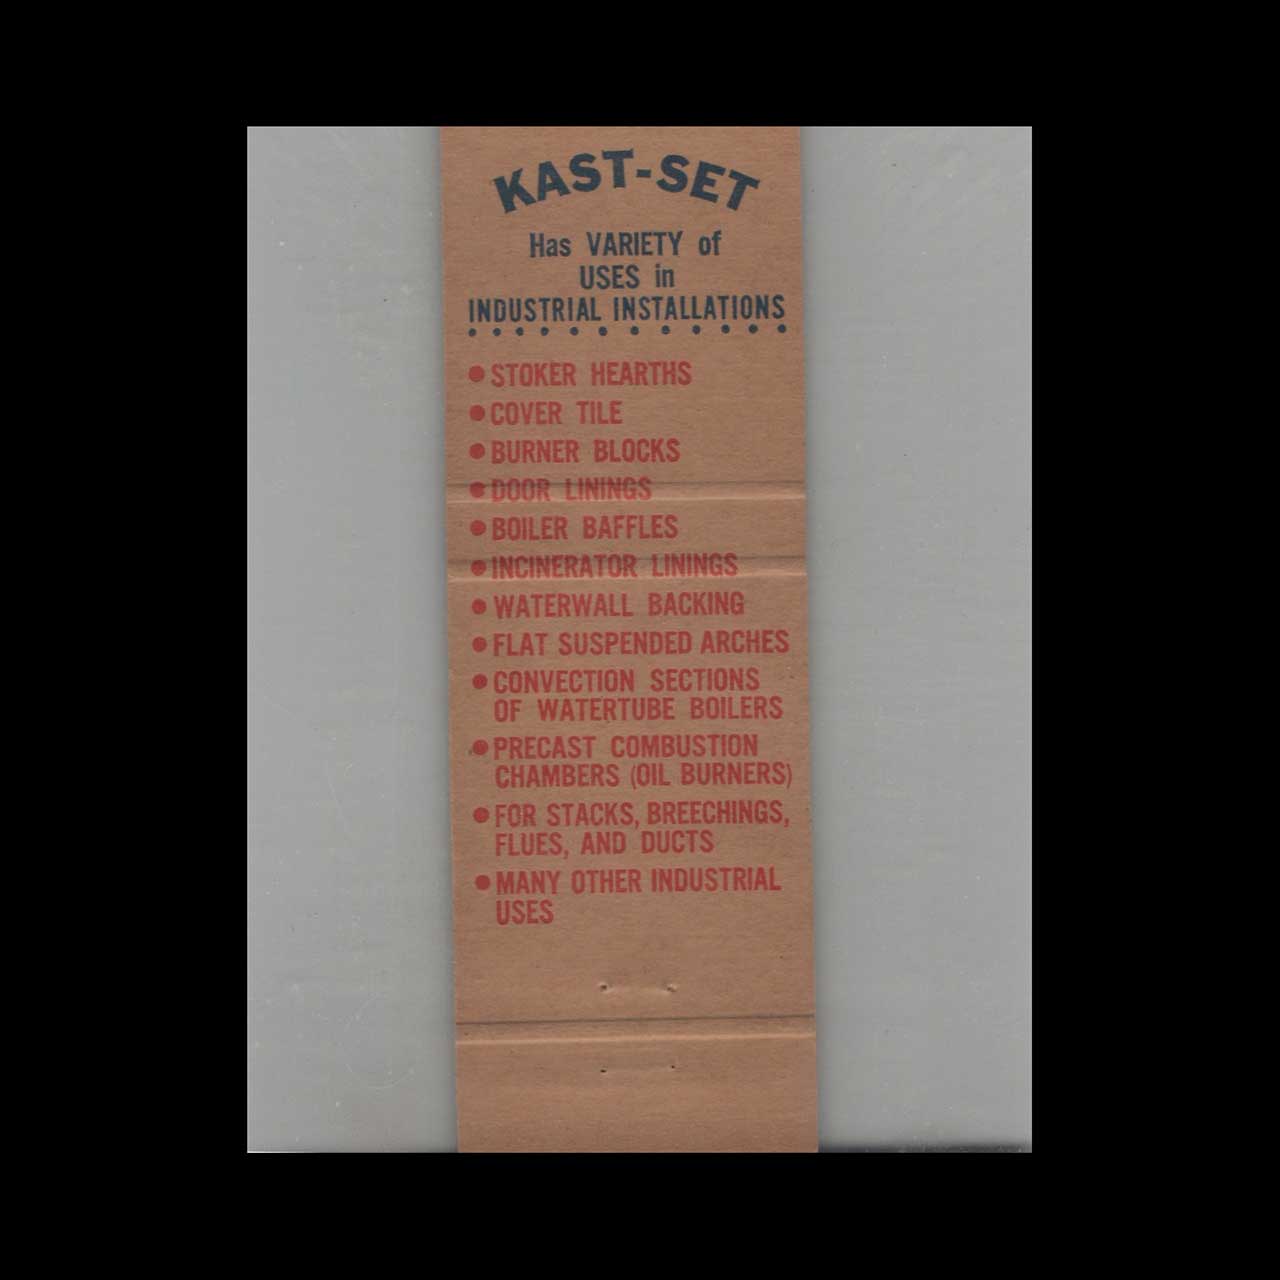 KAST-SET
Has VARIETY of
USES in
INDUSTRIAL INSTALLATIONS
• STOKER HEARTHS
• COVER TILE
• BURNER BLOCKS
• DOOR LININGS
• BOILER BAFFLES
• INCINERATOR LININGS
• WATERWALL BACKING
• FLAT SUSPENDED ARCHES
• CONVECTION SECTIONS
OF WATERTUBE BOILERS
• PRECAST COMBUSTION
CHAMBERS (OIL BURNERS)
• FOR STACKS, BREECHINGS,
FLUES, AND DUCTS
• MANY OTHER INDUSTRIAL
USES